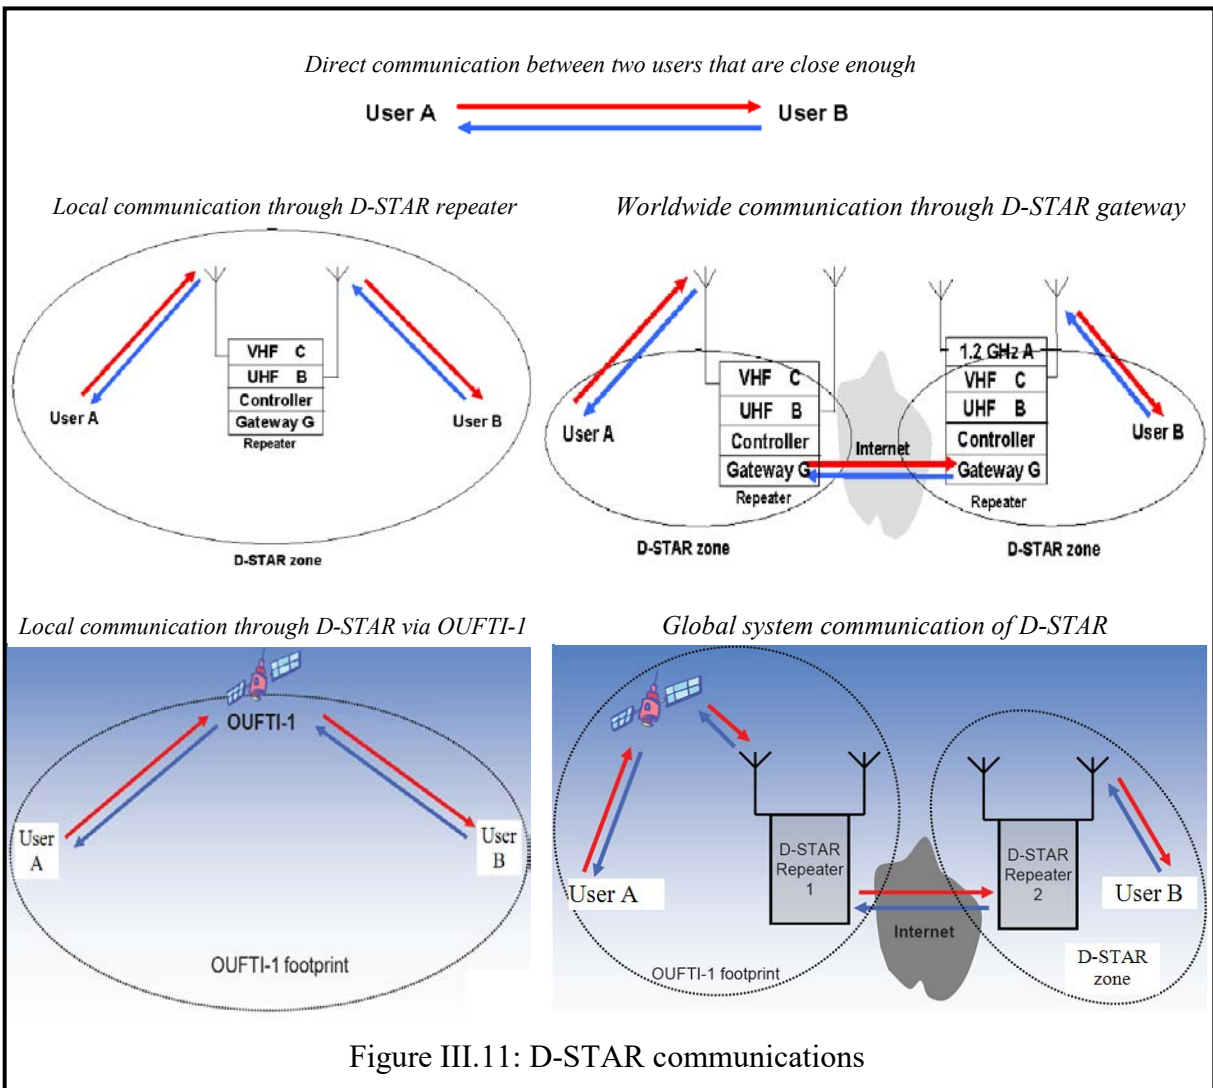 Direct communication between two users that are close enough
User A
User B
Local communication through D-STAR repeater
VHF C
UHF B
Controller
Gateway G
Repeater
User A
User B
D-STAR zone
Worldwide communication through D-STAR gateway
VHF C
UHF B
Controller
Gateway G
Repeater
User A
D-STAR zone
Internet
1.2 GHz A
VHF C
UHF B
Controller
Gateway G
Repeater
User B
D-STAR zone
Local communication through D-STAR via OUFTI-1
OUFTI-1
User
A
User
B
OUFTI-1 footprint
Global system communication of D-STAR
D-STAR
Repeater
1
User A
OUFTI-1 footprint
Internet
D-STAR
Repeater
2
User B
D-STAR
zone
Figure III.11: D-STAR communications